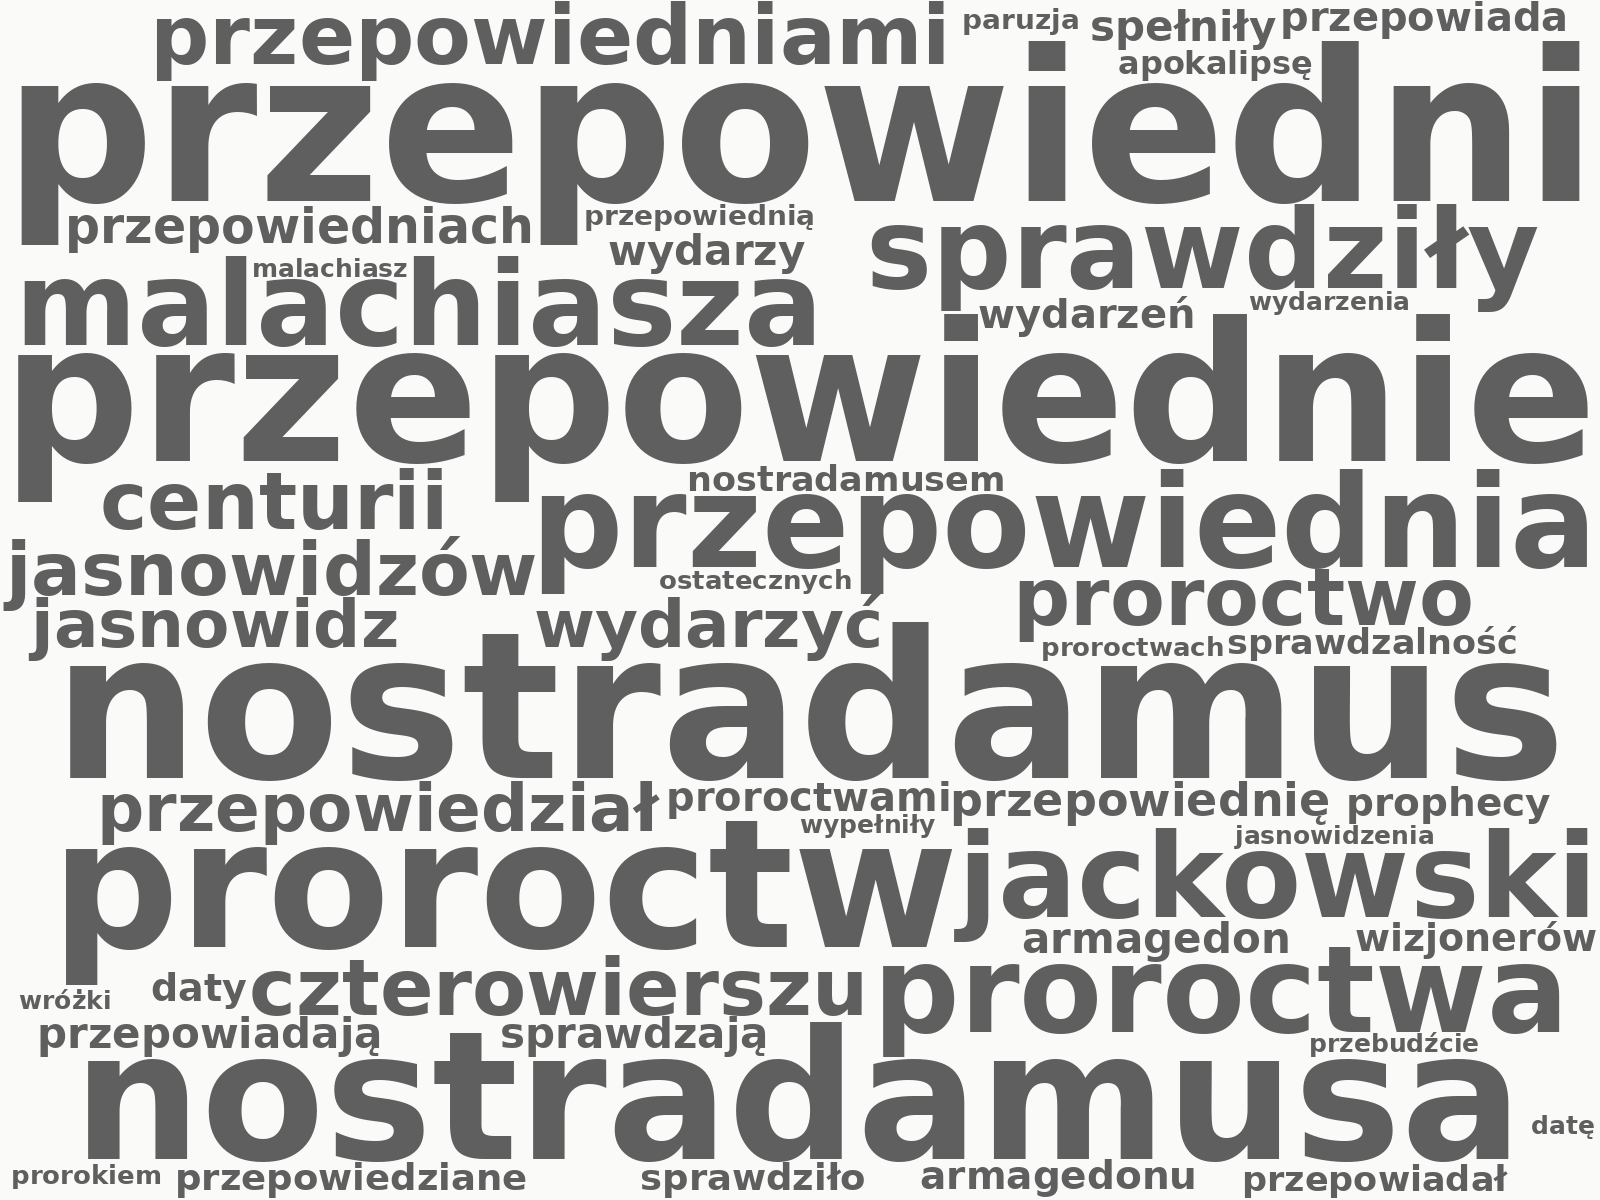 przepowiedniami paruzja spełniły przepowiada
apokalipsę
przepowiedni
przepowiedniach przepowiednią
wydarzy sprawdziły
malachiasz
malachiasza wydarzeń wydarzenia
przepowiednie
centurii nostradamusem
przepowiednia
jasnowidzów ostatecznych proroctwo
jasnowidz wydarzyć
proroctwach sprawdzalność
nostradamus
przepowiedział proroctwami przepowiednię prophecy
wypełniły jasnowidzenia
proroctw jackowski
armagedon wizjonerów
wróżki daty czterowierszu proroctwa
przepowiadają sprawdzają przebudźcie
nostradamusa
datę
prorokiem przepowiedziane sprawdziło armagedonu przepowiadał